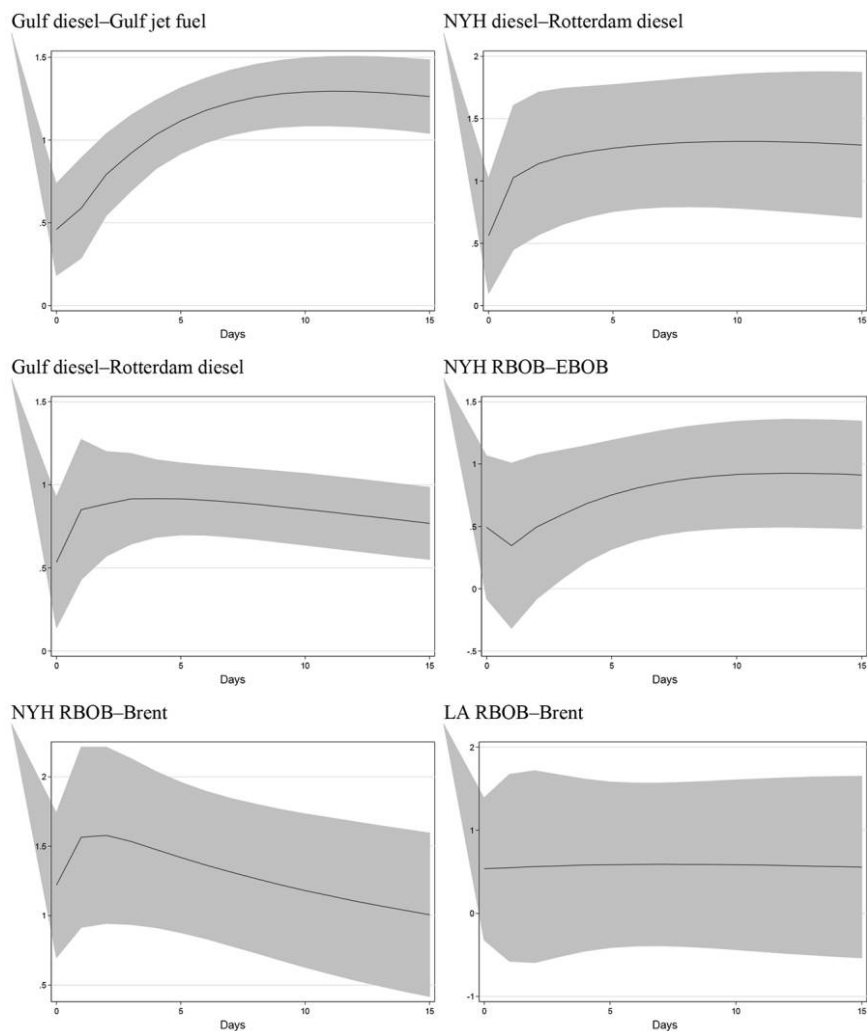 Gulf diesel–Gulf jet fuel
1.5
1
.5
0
0 5 10 15
Days
NYH diesel–Rotterdam diesel
2
1.5
1
.5
0
0 5 10 15
Days
Gulf diesel–Rotterdam diesel
1.5
1
.5
0
0 5 10 15
Days
NYH RBOB–EBOB
1.5
1
.5
0
-.5
0 5 10 15
Days
NYH RBOB–Brent
2
1.5
1
.5
0 5 10 15
Days
LA RBOB–Brent
2
1
0
-1
0 5 10 15
Days